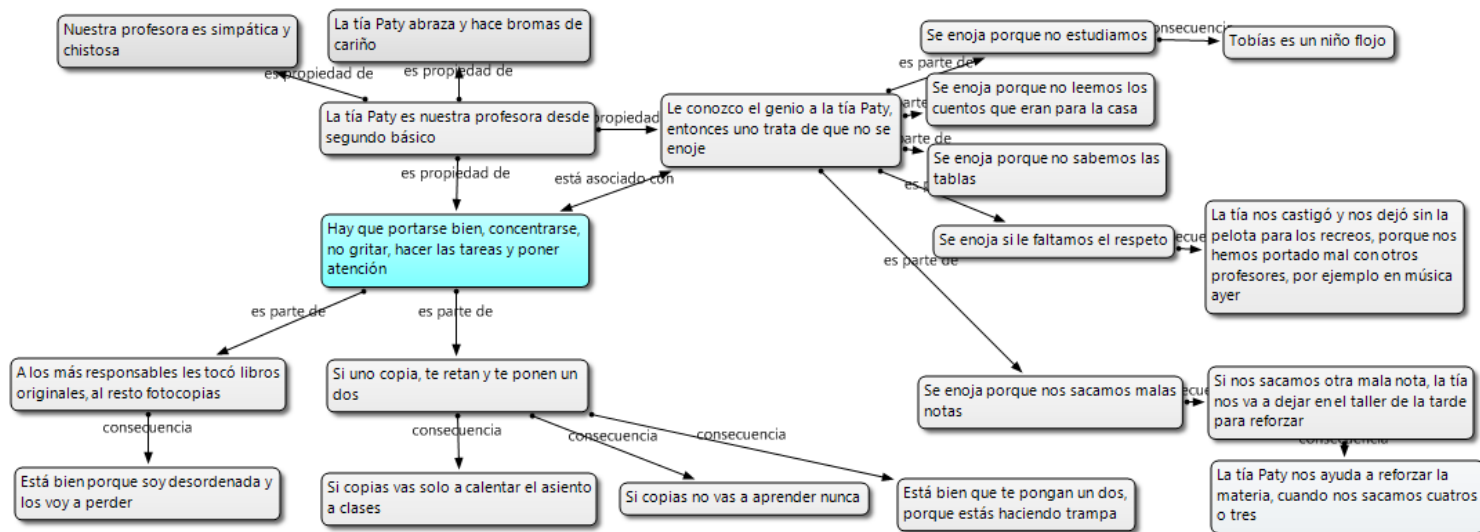 Nuestra profesora es simpática y
chistosa
La tía Paty abraza y hace bromas de
cariño
es propiedad de
es propiedad de
La tía Paty es nuestra profesora desde
segundo básico
propiedad
Le conozco el genio a la tía Paty,
entonces uno trata de que no se
enoje
Se enoja porque no estudiamos
consecuencia
Tobías es un niño flojo
es parte de
Se enoja porque no leemos los
cuentos que eran para la casa
parte
parte de
Se enoja porque no sabemos las
tablas
es propiedad de
está asociado con
Hay que portarse bien, concentrarse,
no gritar, hacer las tareas y poner
atención
Se enoja si le faltamos el respeto
La tía nos castigó y nos dejó sin la
pelota para los recreos, porque nos
hemos portado mal con otros
profesores, por ejemplo en música
ayer
es parte de
es parte de
es parte de
A los más responsables les tocó libros
originales, al resto fotocopias
Si uno copia, te retan y te ponen un
dos
Se enoja porque nos sacamos malas
notas
Si nos sacamos otra mala nota, la tía
nos va a dejar en el taller de la tarde
para reforzar
consecuencia
consecuencia
consecuencia
consecuencia
consecuencia
Está bien porque soy desordenada y
los voy a perder
Si copias vas solo a calentar el asiento
a clases
Si copias no vas a aprender nunca
Está bien que te pongan un dos,
porque estás haciendo trampa
La tía Paty nos ayuda a reforzar la
materia, cuando nos sacamos cuatros
o tres